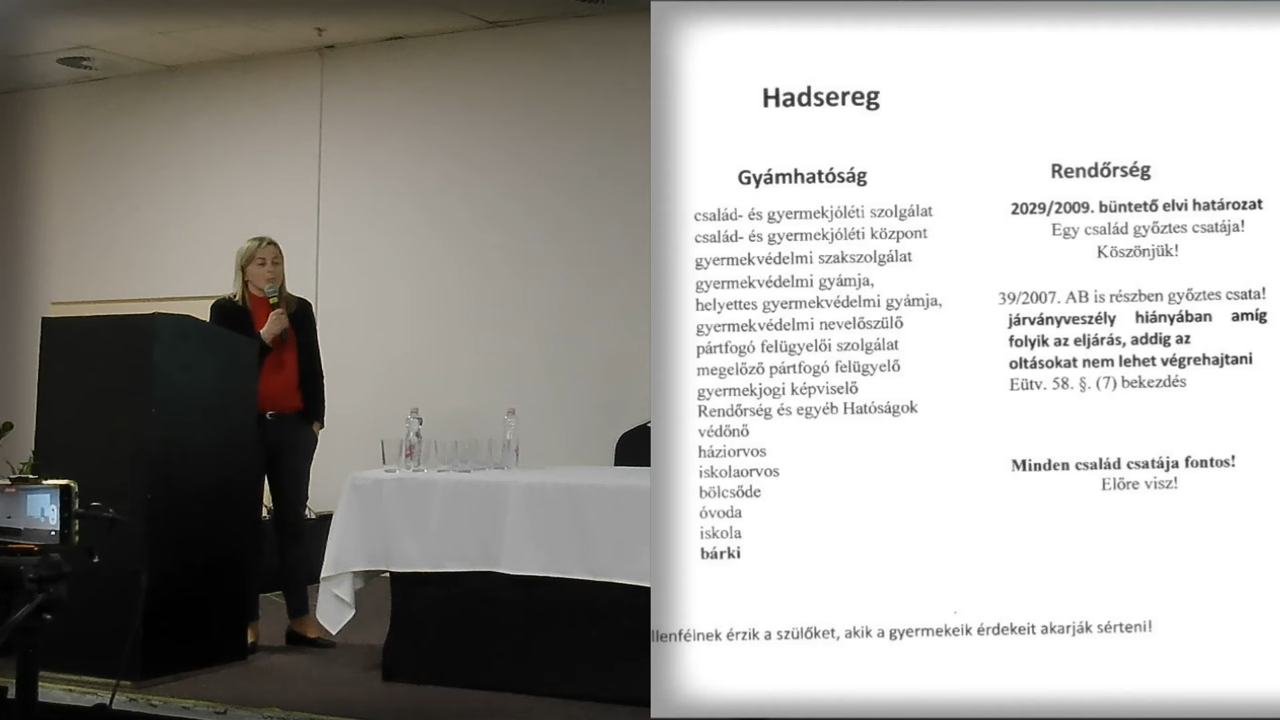 Hadsereg
Gyámhatóság
család- és gyermekjóléti szolgálat
család- és gyermekjóléti központ
gyermekvédelmi szakszolgálat
gyermekvédelmi gyámja,
helyettes gyermekvédelmi gyámja,
gyermekvédelmi nevelőszülő
pártfogó felügyelői szolgálat
megelőző pártfogó felügyelő
gyermekjogi képviselő
Rendőrség és egyéb Hatóságok
védőnő
háziorvos
iskolaorvos
bölcsőde
óvoda
iskola
bárki
Rendőrség
2029/2009. büntető elvi határozat
Egy család győztes csatája!
Köszönjük!
39/2007. AB is részben győztes csata!
járványveszély hiányában amíg
folyik az eljárás, addig az
oltásokat nem lehet végrehajtani
Eütv. 58. §. (7) bekezdés
Minden család csatája fontos!
Előre visz!
llenfélnek érzik a szülőket, akik a gyermekeik érdekeit akarják sérteni!